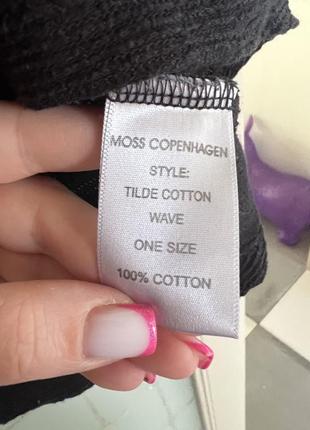 MOSS COPENHAGEN
STYLE:
TILDE COTTON
WAVE
ONE SIZE
100% COTTON